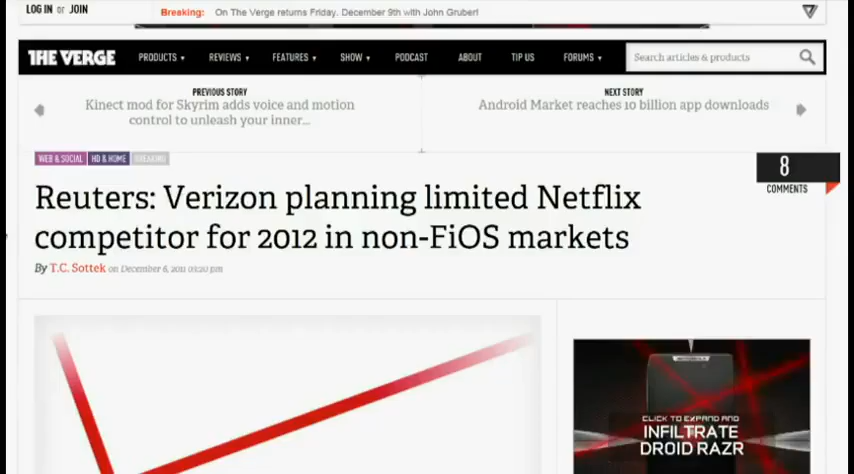 LOG IN or JOIN
Breaking: On The Verge returns Friday, December 9th with John Gruber!
THE VERGE PRODUCTS REVIEWS FEATURES SHOW PODCAST ABOUT TIP US FORUMS Search articles & products
PREVIOUS STORY
Kinect mod for Skyrim adds voice and motion
control to unleash your inner...
NEXT STORY
Android Market reaches 10 billion app downloads
WEB & SOCIAL HD & HOME BREAKING
8
COMMENTS
Reuters: Verizon planning limited Netflix
competitor for 2012 in non-FiOS markets
By T.C. Sottek on December 6, 2011 03:20 pm
MOTOROLA
CLICK TO EXPAND AND
INFILTRATE
DROID RAZR